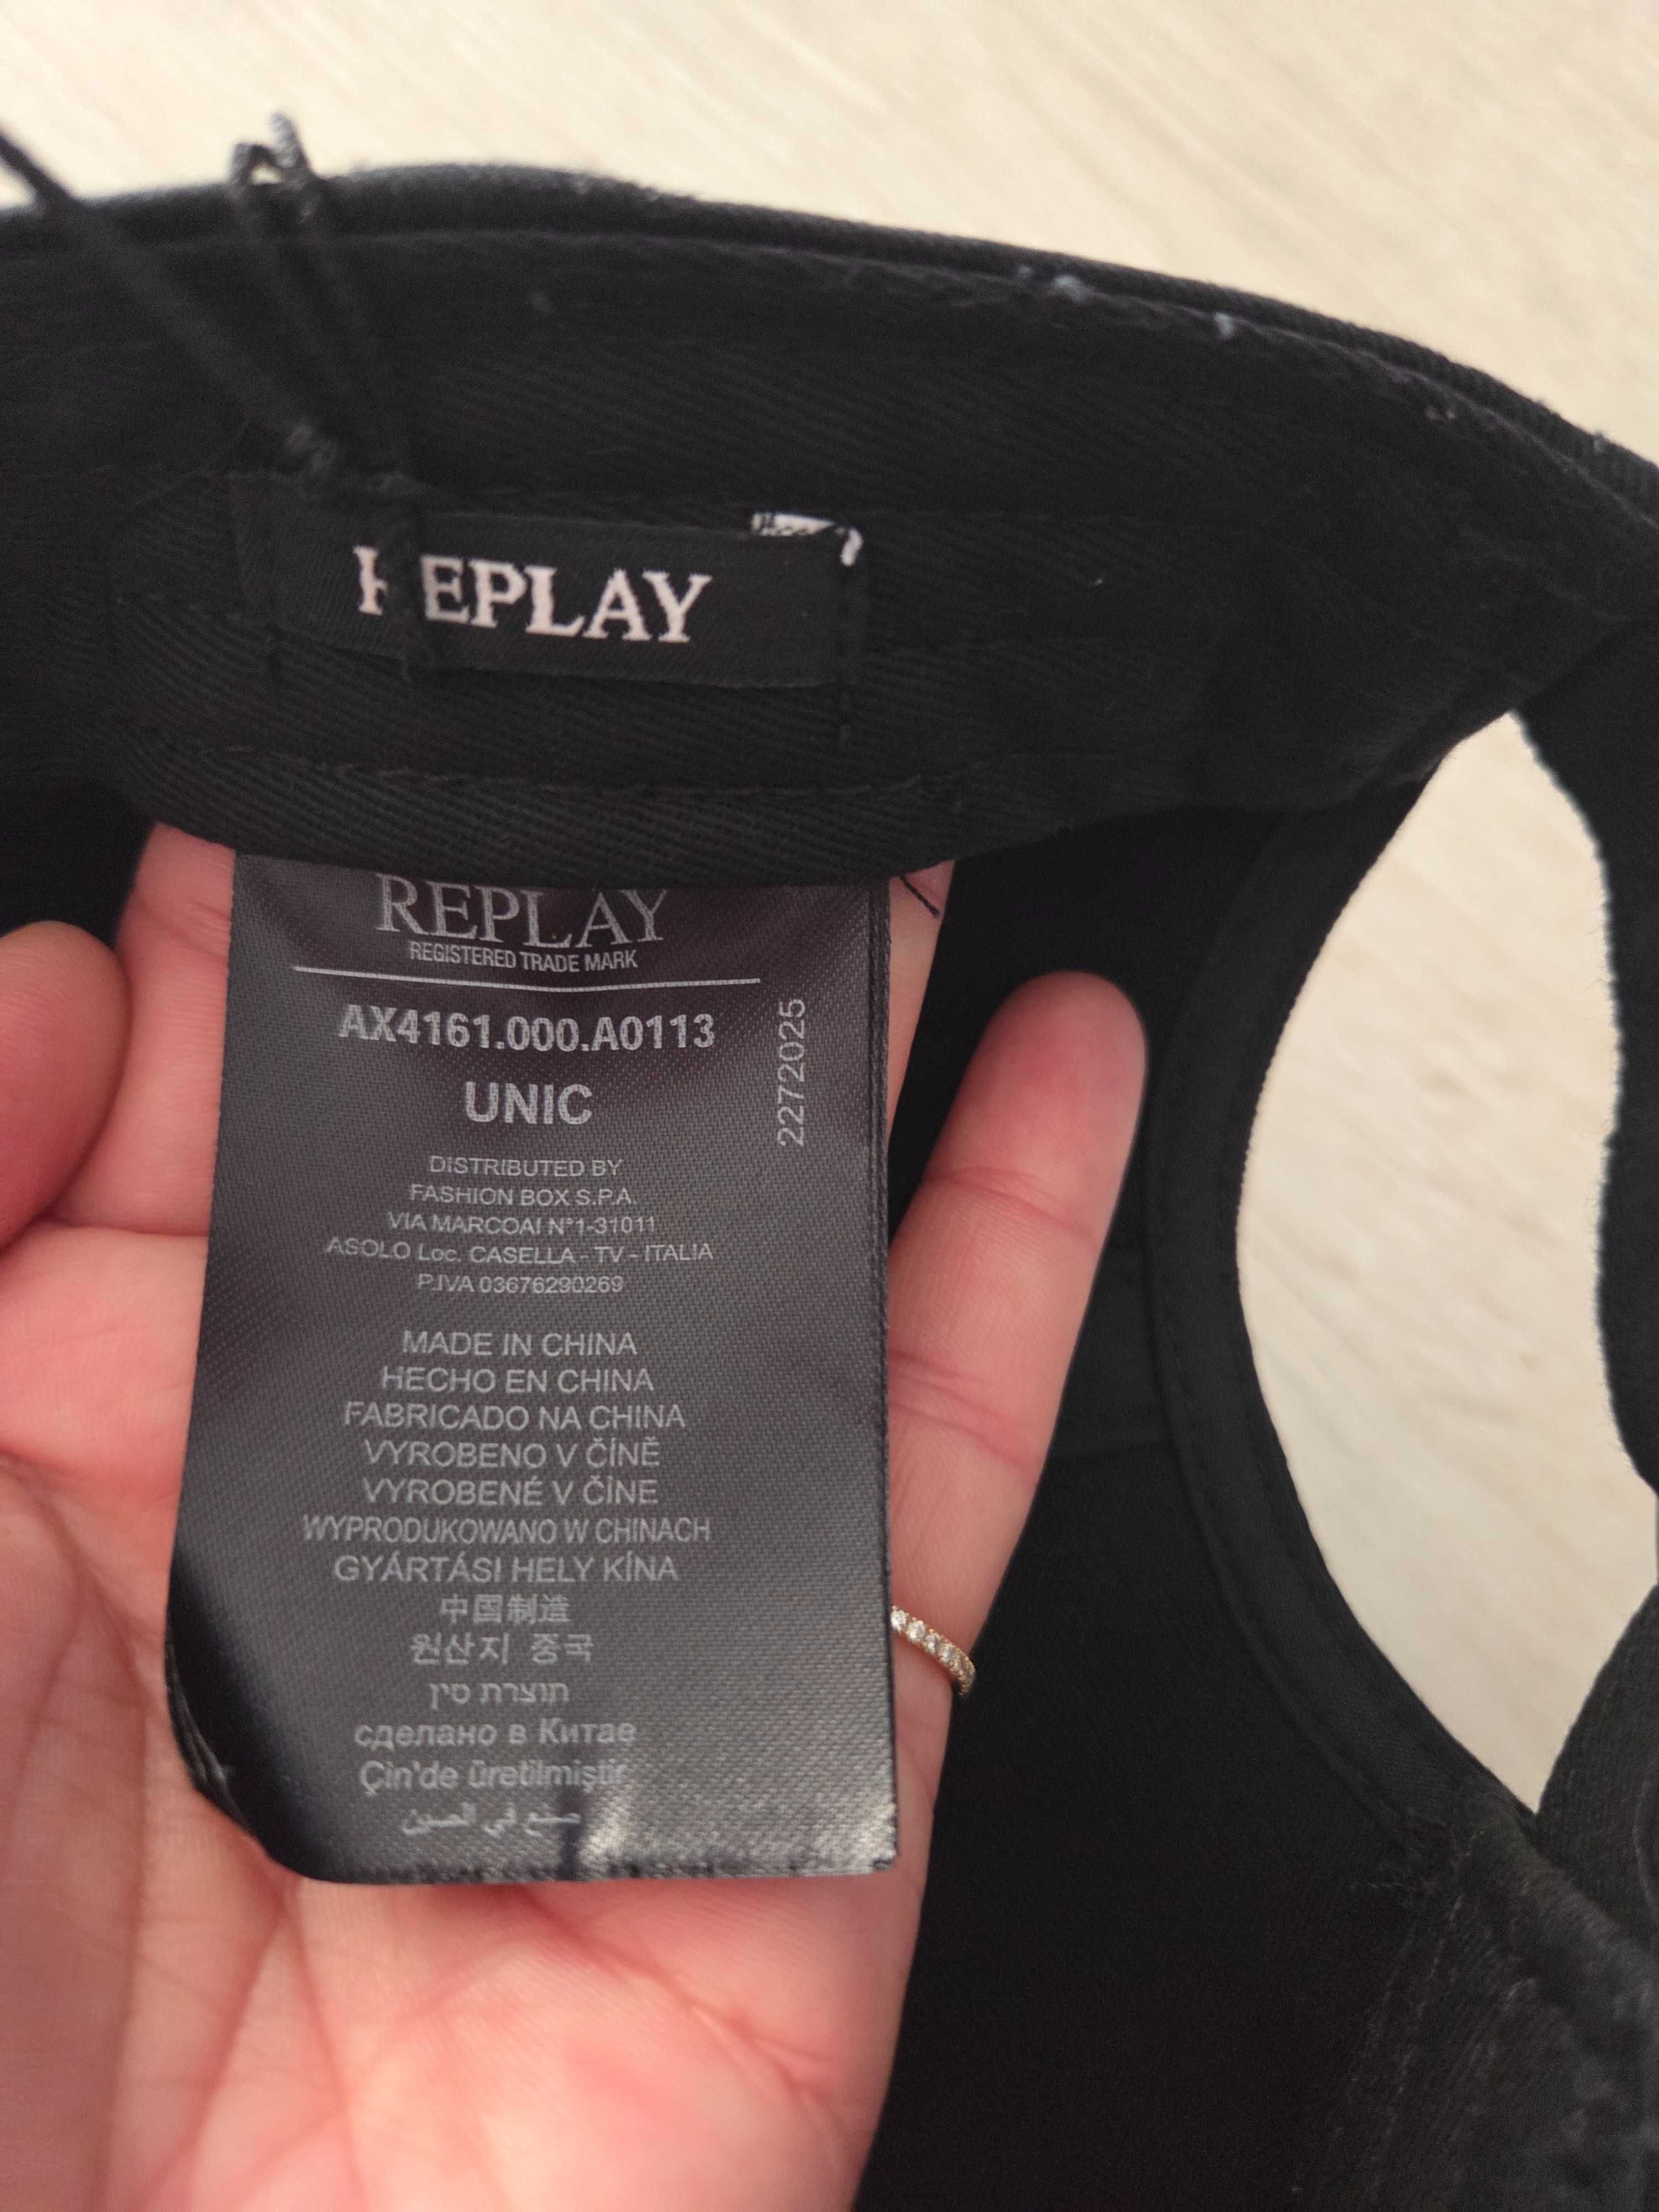 REPLAY
REPLAY
REGISTERED TRADE MARK
AX4161.000.A0113
2272025
UNIC
DISTRIBUTED BY
FASHION BOX S.P.A.
VIA MARCOAI N°1-31011
ASOLO Loc. CASELLA - TV - ITALIA
P.IVA 03676290269
MADE IN CHINA
HECHO EN CHINA
FABRICADO NA CHINA
VYROBENO V ČÍNĚ
VYROBENÉ V ČÍNE
WYPRODUKOWANO W CHINACH
GYÁRTÁSI HELY KÍNA
中国制造
원산지 중국
תוצרת סין
сделано в Китае
Çin'de üretilmiştir
صنع في الصين